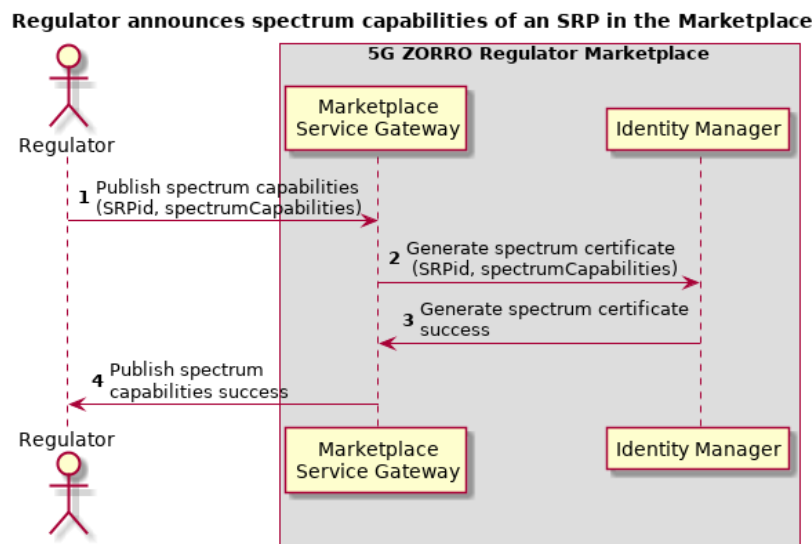 Regulator announces spectrum capabilities of an SRP in the Marketplace
5G ZORRO Regulator Marketplace
Marketplace
Service Gateway
Identity Manager
Regulator
1 Publish spectrum capabilities
(SRPid, spectrumCapabilities)
2 Generate spectrum certificate
(SRPid, spectrumCapabilities)
3 Generate spectrum certificate
success
4 Publish spectrum
capabilities success
Regulator
Marketplace
Service Gateway
Identity Manager